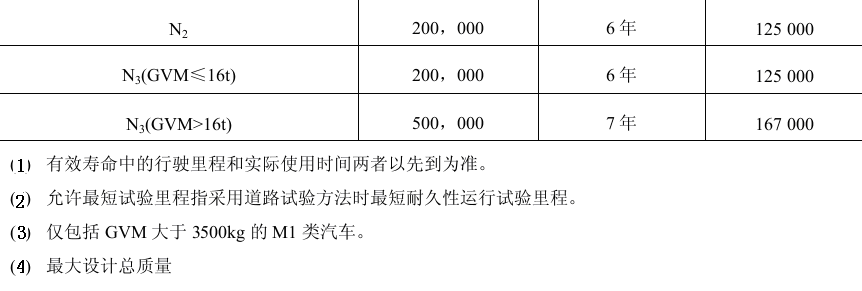 N2 200，000 6 年 125 000
N3(GVM≤16t) 200，000 6 年 125 000
N3(GVM>16t) 500，000 7 年 167 000
(1) 有效寿命中的行驶里程和实际使用时间两者以先到为准。
(2) 允许最短试验里程指采用道路试验方法时最短耐久性运行试验里程。
(3) 仅包括 GVM 大于 3500kg 的 M1 类汽车。
(4) 最大设计总质量